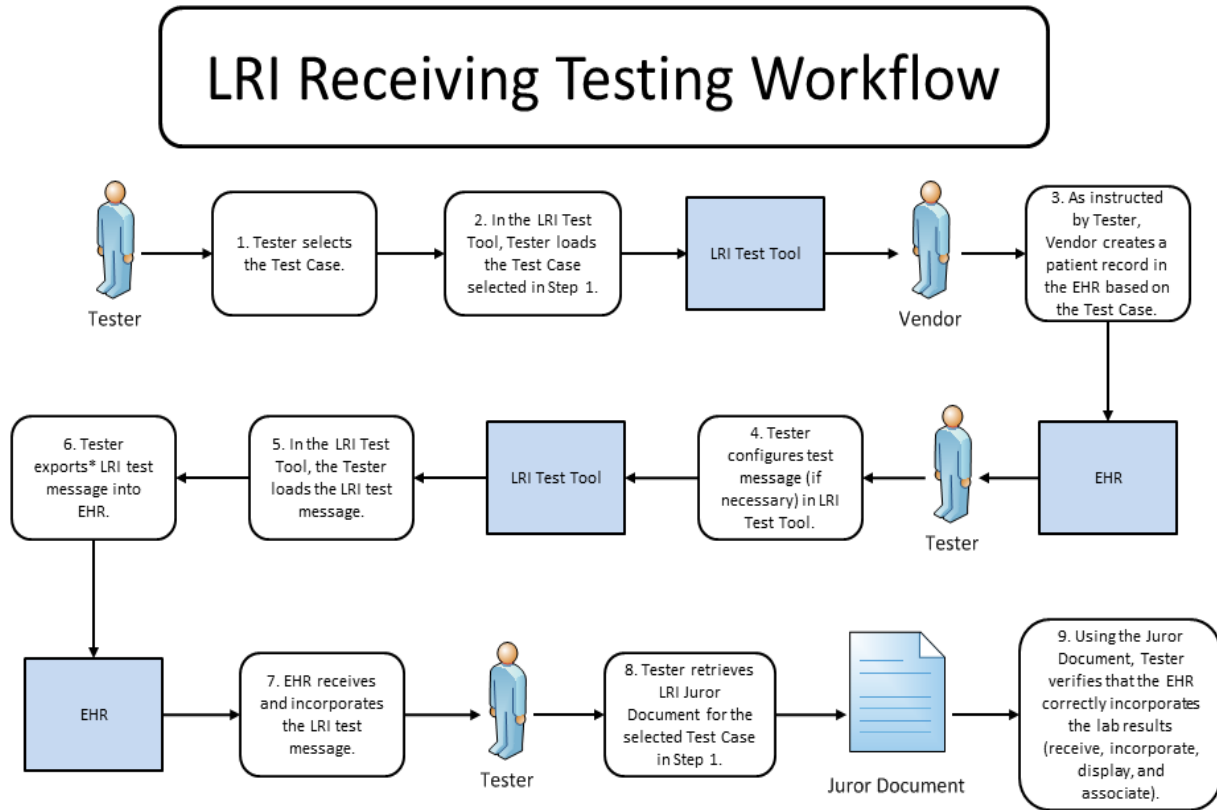 LRI Receiving Testing Workflow
Tester
1. Tester selects
the Test Case.
2. In the LRI Test
Tool, Tester loads
the Test Case
selected in Step 1.
LRI Test Tool
Vendor
3. As instructed
by Tester,
Vendor creates a
patient record in
the EHR based on
the Test Case.
EHR
Tester
4. Tester
configures test
message (if
necessary) in LRI
Test Tool.
LRI Test Tool
5. In the LRI Test
Tool, the Tester
loads the LRI test
message.
6. Tester
exports* LRI test
message into
EHR.
EHR
7. EHR receives
and incorporates
the LRI test
message.
Tester
8. Tester retrieves
LRI Juror
Document for the
selected Test Case
in Step 1.
Juror Document
9. Using the Juror
Document, Tester
verifies that the EHR
correctly incorporates
the lab results
(receive, incorporate,
display, and
associate).